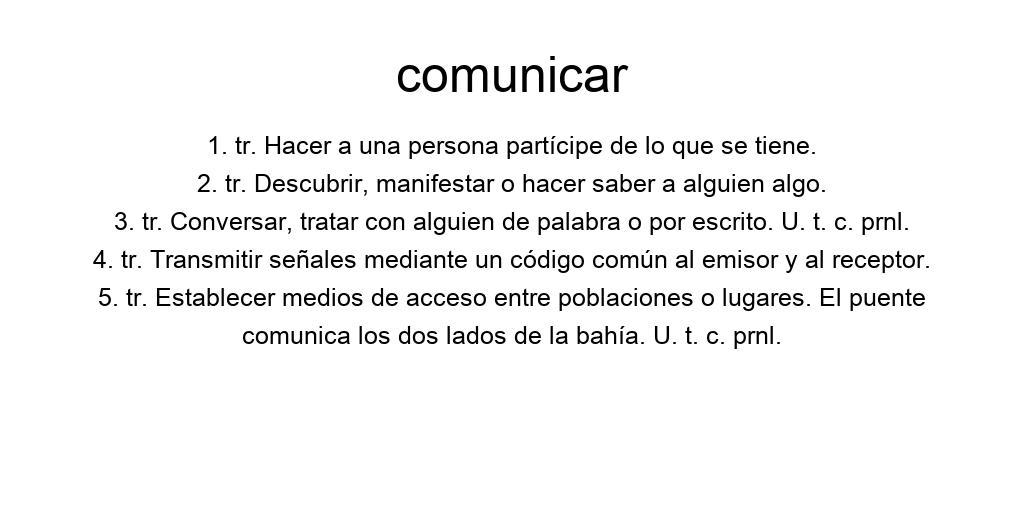 comunicar
1. tr. Hacer a una persona partícipe de lo que se tiene.
2. tr. Descubrir, manifestar o hacer saber a alguien algo.
3. tr. Conversar, tratar con alguien de palabra o por escrito. U. t. c. prnl.
4. tr. Transmitir señales mediante un código común al emisor y al receptor.
5. tr. Establecer medios de acceso entre poblaciones o lugares. El puente
comunica los dos lados de la bahía. U. t. c. prnl.